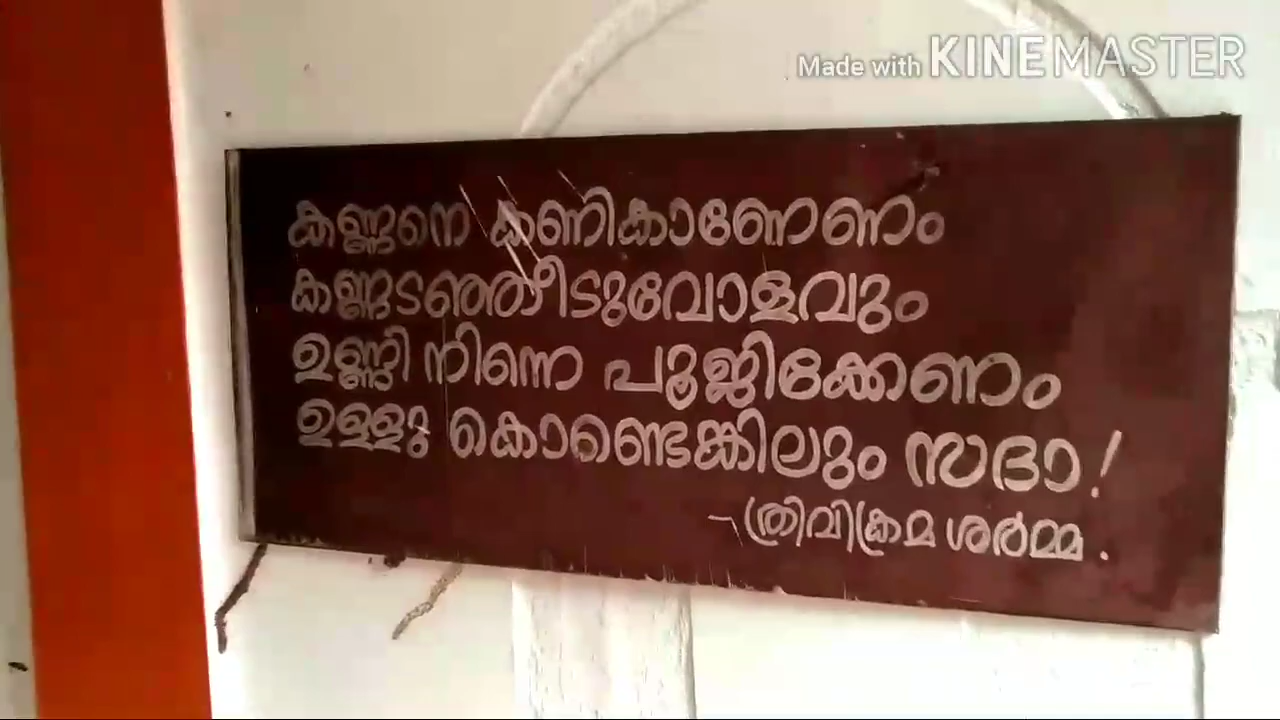 Made with KINEMASTER
കണ്ണനെ കണികാണേണം
കണ്ണടഞ്ഞീടുവോളവും
ഉണ്ണി നിന്നെ പൂജിക്കേണം
ഉള്ളു കൊണ്ടെങ്കിലും സദാ!
- ത്രിവിക്രമ ശർമ്മ.